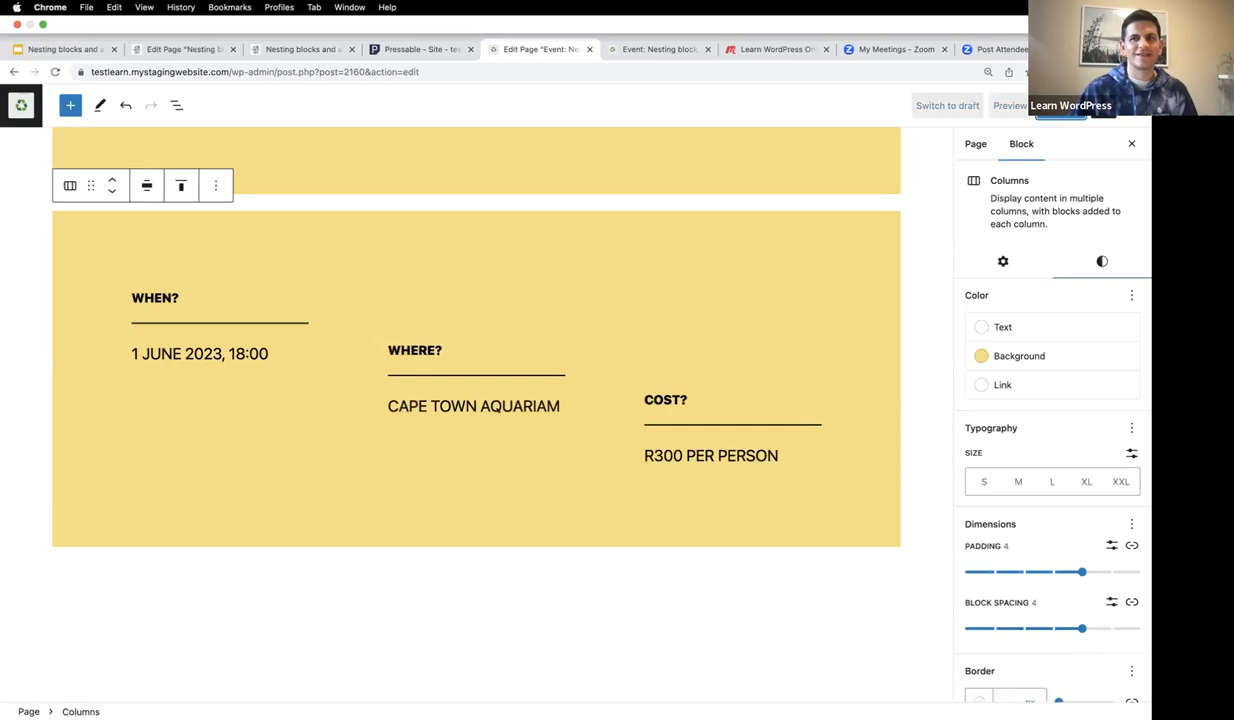 Chrome File Edit View History Bookmarks Profiles Tab Window Help
Nesting blocks and a Edit Page "Nesting b Nesting blocks and a Pressable - Site - tes Edit Page "Event: Nes Event: Nesting block Learn WordPress Onl My Meetings - Zoom Post Attendee
testlearn.mystagingwebsite.com/wp-admin/post.php?post=2160&action=edit
Learn WordPress
Switch to draft Preview
Page Block
Columns
Display content in multiple
columns, with blocks added to
each column.
Color
Text
Background
Link
Typography
SIZE
S M L XL XXL
Dimensions
PADDING 4
BLOCK SPACING 4
Border
PX
WHEN?
1 JUNE 2023, 18:00
WHERE?
CAPE TOWN AQUARIAM
COST?
R300 PER PERSON
Page > Columns